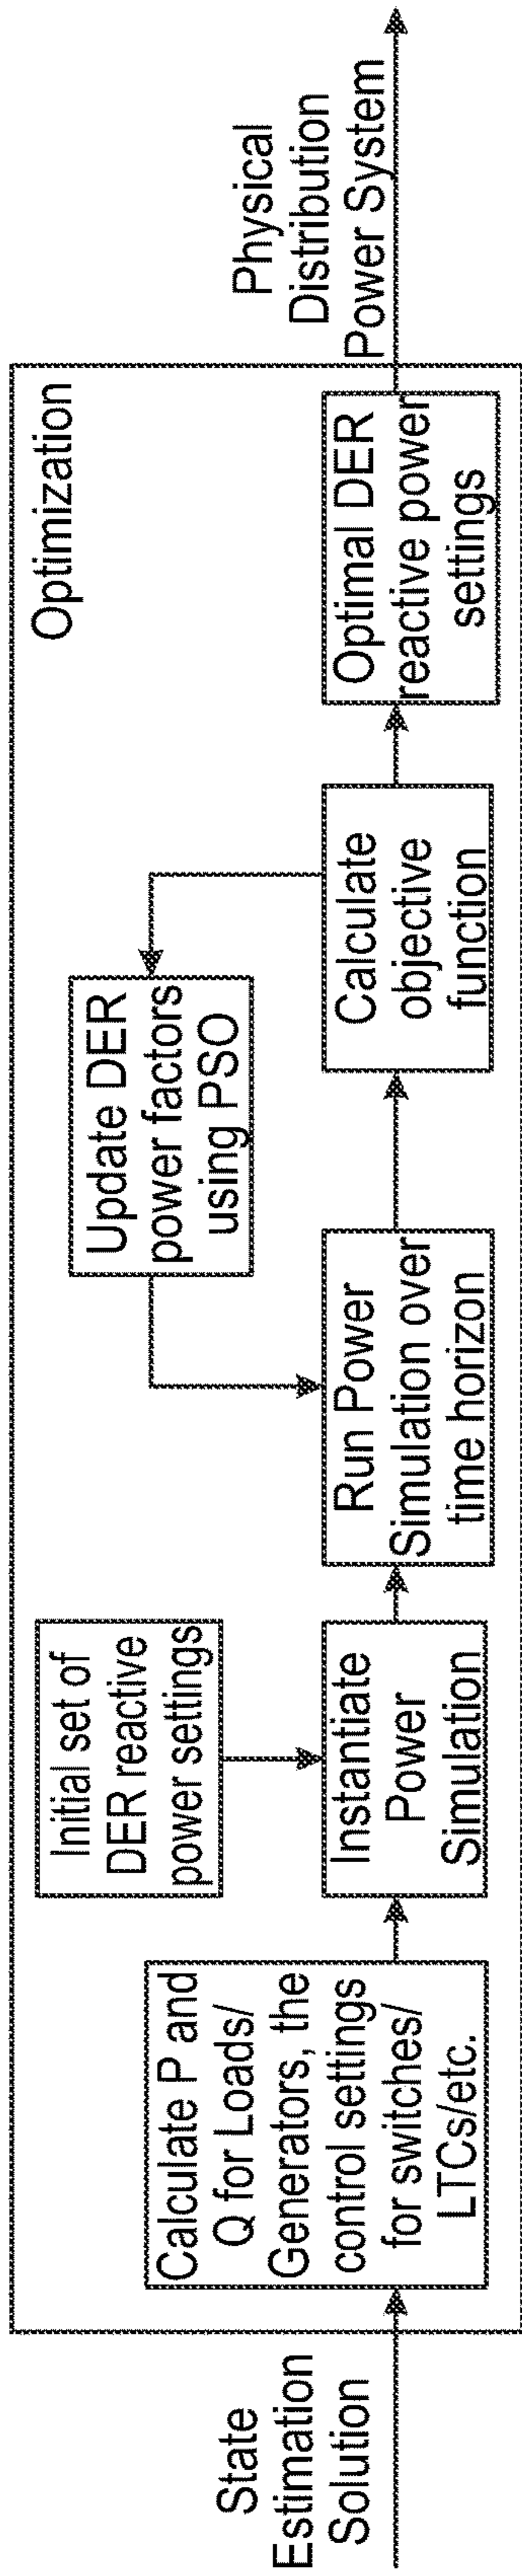 State
Estimation
Solution
Optimization
Calculate P and
Q for Loads/
Generators, the
control settings
for switches/
LTCs/etc.
Initial set of
DER reactive
power settings
Instantiate
Power
Simulation
Run Power
Simulation over
time horizon
Update DER
power factors
using PSO
Calculate
objective
function
Optimal DER
reactive power
settings
Physical
Distribution
Power System